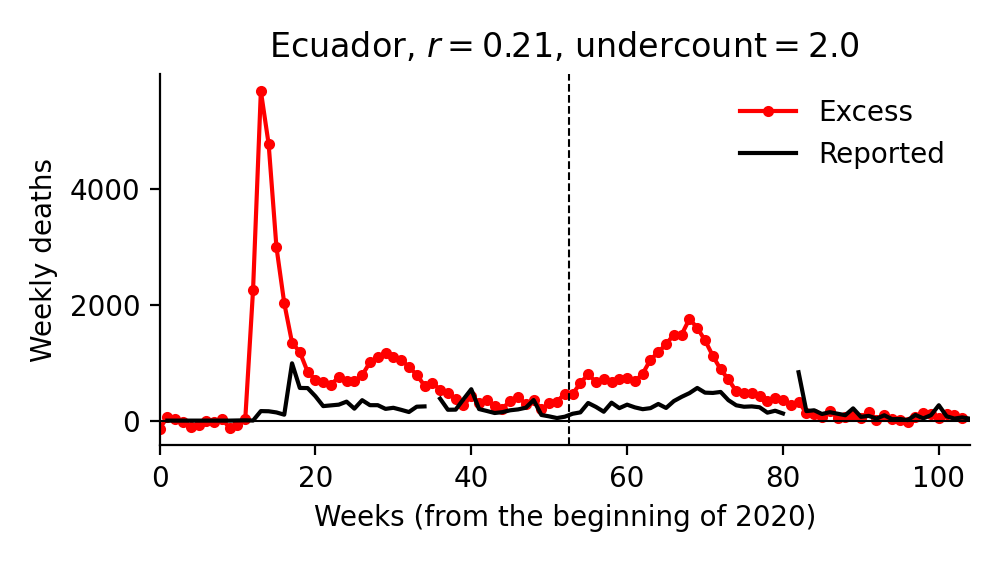 Ecuador, r = 0.21, undercount = 2.0
Excess
Reported
Weekly deaths
4000
2000
0
0 20 40 60 80 100
Weeks (from the beginning of 2020)